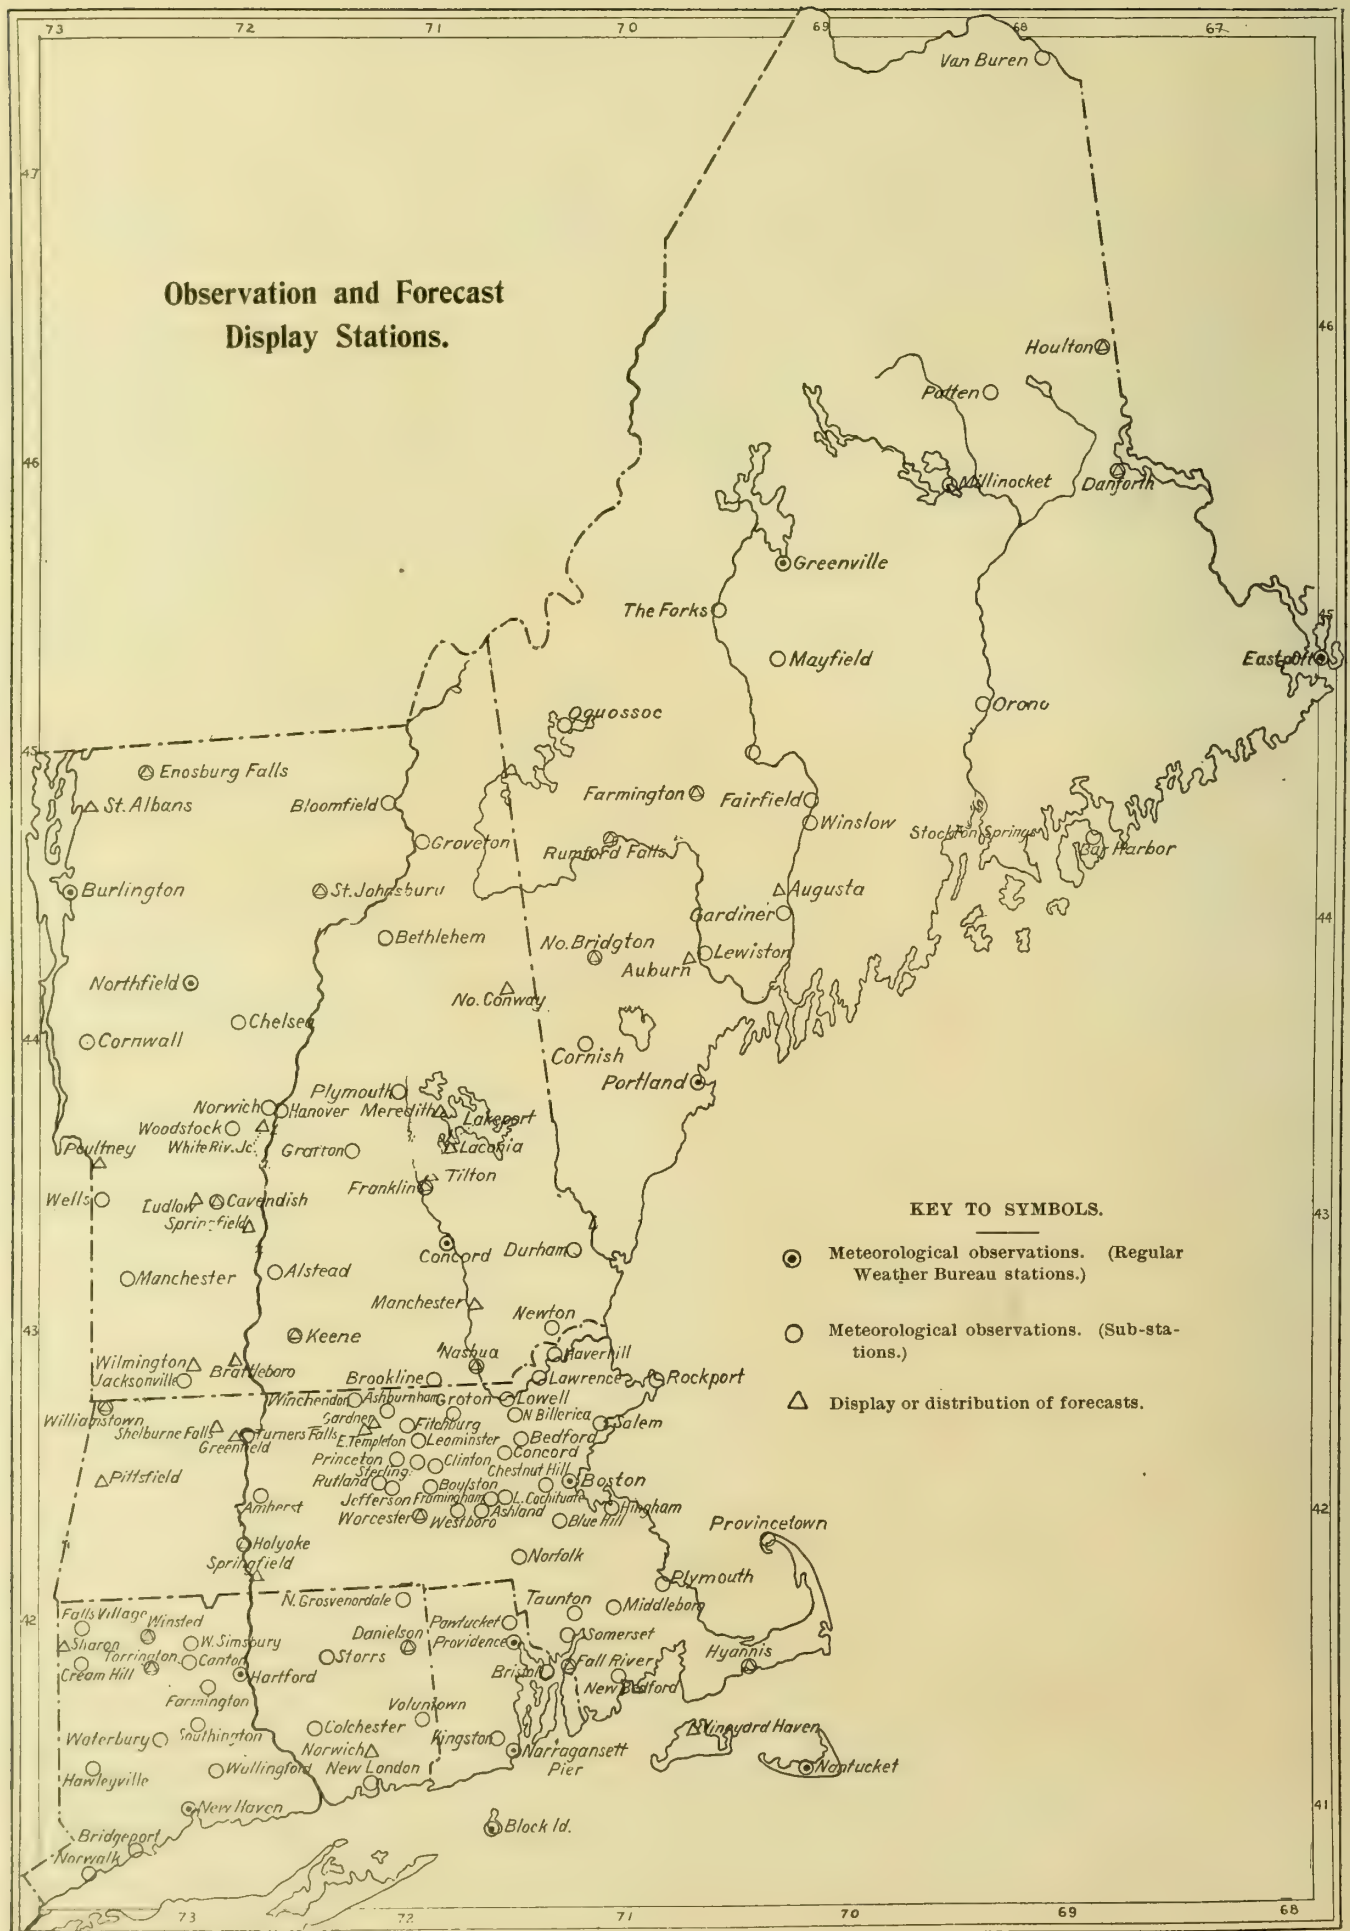 73 72 71 70 69 68 67
Van Buren
47
Observation and Forecast
Display Stations.
46
Houlton
Patten
46
Millinocket
Danforth
Greenville
The Forks
45
Mayfield
Eastport
Orono
Oquossoc
45
Enosburg Falls
St. Albans
Bloomfield
Farmington
Fairfield
Winslow
Groveton
Rumford Falls
Stockton Springs
Bar Harbor
Burlington
St. Johnsbury
Augusta
Gardiner
44
Bethlehem
No. Bridgton
Lewiston
Auburn
Northfield
No. Conway
Chelsea
44
Cornwall
Cornish
Portland
Plymouth
Norwich
Hanover
Meredith
Lakeport
Woodstock
White Riv. Jc.
Grafton
Laconia
Poultney
Tilton
Franklin
Wells
Ludlow
Cavendish
Springfield
43
KEY TO SYMBOLS.
Concord
Durham
Meteorological observations. (Regular
Weather Bureau stations.)
Manchester
Alstead
Manchester
Newton
43
Keene
Meteorological observations. (Sub-sta-
tions.)
Nashua
Haverhill
Wilmington
Brattleboro
Jacksonville
Brookline
Lawrence
Rockport
Winchendon
Ashburnham
Groton
Lowell
Display or distribution of forecasts.
Williamstown
Gardner
Fitchburg
N Billerica
Salem
Shelburne Falls
Turners Falls
Greenfield
E. Templeton
Leominster
Bedford
Princeton
Clinton
Concord
Sterling
Chestnut Hill
Pittsfield
Rutland
Boylston
Boston
Jefferson
Framingham
L. Cochituate
Amherst
Worcester
Westboro
Ashland
Blue Hill
Hingham
42
Provincetown
Holyoke
Norfolk
Springfield
Plymouth
N. Grosvenordale
Taunton
Middleboro
42
Falls Village
Winsted
Pawtucket
Danielson
Providence
Somerset
Sharon
W. Simsbury
Torrington
Canton
Storrs
Hyannis
Cream Hill
Hartford
Bristol
Fall River
New Bedford
Farmington
Voluntown
Waterbury
Southington
Colchester
Kingston
Vineyard Haven
Norwich
Narragansett
Pier
Hawleyville
Wallingford
New London
Nantucket
New Haven
41
Block Id.
Bridgeport
Norwalk
73 72 71 70 69 68